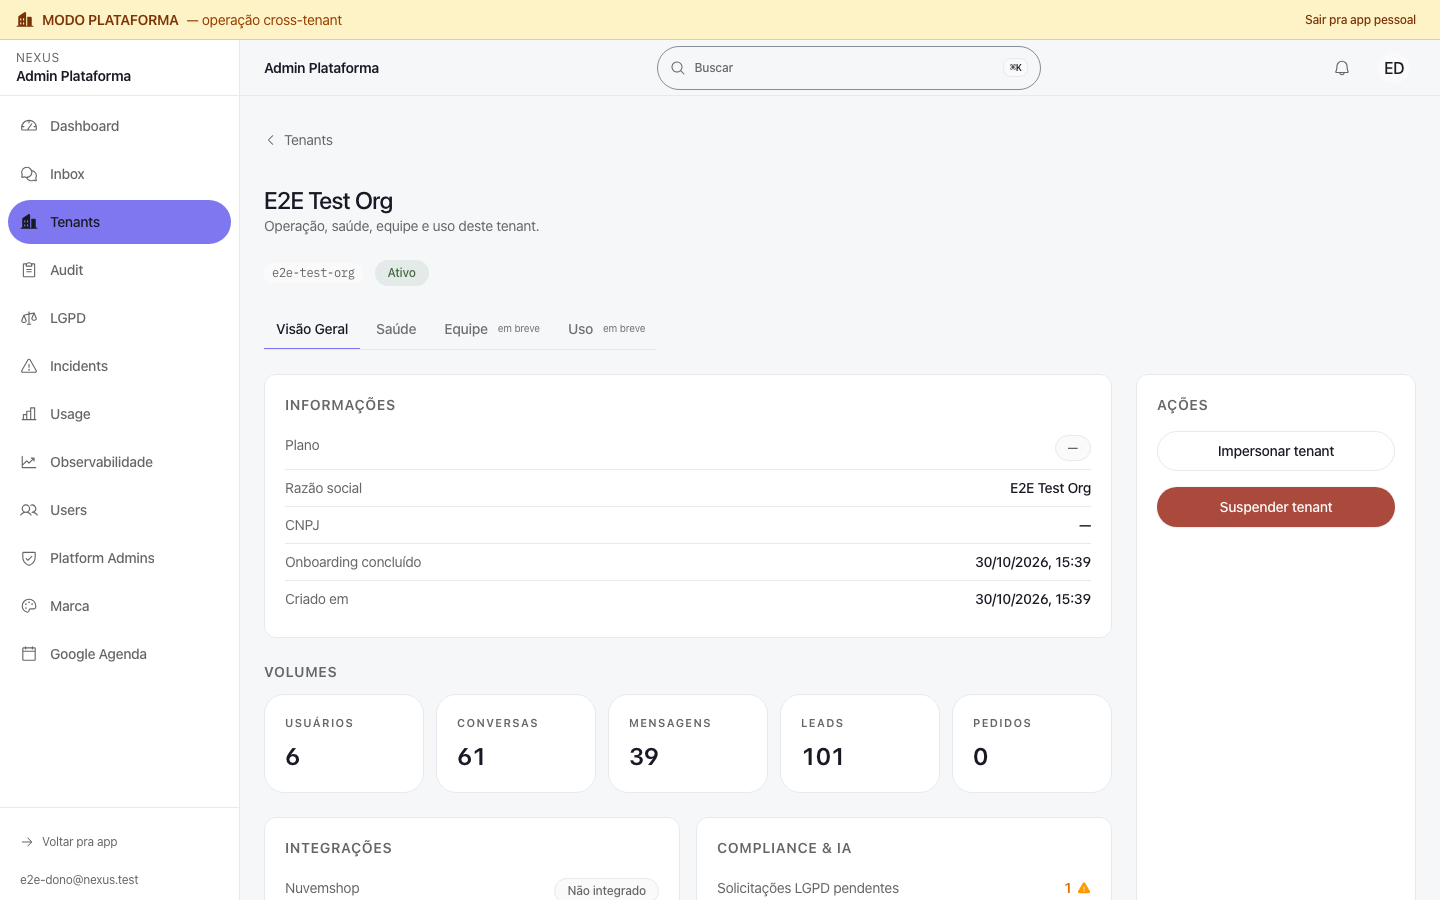 MODO PLATAFORMA — operação cross-tenant
Sair pra app pessoal
NEXUS
Admin Plataforma
Admin Plataforma
Buscar
⌘K
ED
Dashboard
Inbox
Tenants
Audit
LGPD
Incidents
Usage
Observabilidade
Users
Platform Admins
Marca
Google Agenda
Voltar pra app
e2e-dono@nexus.test
Tenants
E2E Test Org
Operação, saúde, equipe e uso deste tenant.
e2e-test-org
Ativo
Visão Geral
Saúde
Equipe em breve
Uso em breve
INFORMAÇÕES
Plano —
Razão social E2E Test Org
CNPJ —
Onboarding concluído 30/10/2026, 15:39
Criado em 30/10/2026, 15:39
AÇÕES
Impersonar tenant
Suspender tenant
VOLUMES
USUÁRIOS
6
CONVERSAS
61
MENSAGENS
39
LEADS
101
PEDIDOS
0
INTEGRAÇÕES
Nuvemshop Não integrado
COMPLIANCE & IA
Solicitações LGPD pendentes 1